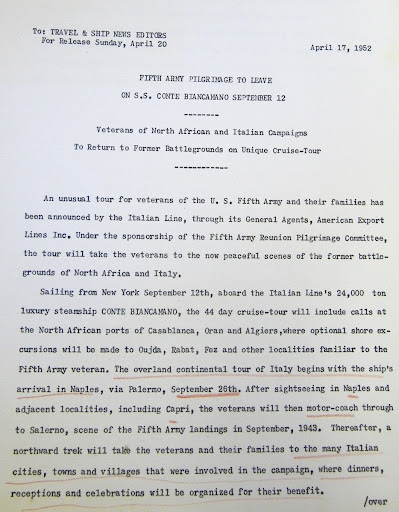 To: TRAVEL & SHIP NEWS EDITORS
For Release Sunday, April 20
April 17, 1952
FIFTH ARMY PILGRIMAGE TO LEAVE
ON S.S. CONTE BIANCAMANO SEPTEMBER 12
--------
Veterans of North African and Italian Campaigns
To Return to Former Battlegrounds on Unique Cruise-Tour
------------
An unusual tour for veterans of the U. S. Fifth Army and their families has
been announced by the Italian Line, through its General Agents, American Export
Lines Inc. Under the sponsorship of the Fifth Army Reunion Pilgrimage Committee,
the tour will take the veterans to the now peaceful scenes of the former battle-
grounds of North Africa and Italy.
Sailing from New York September 12th, aboard the Italian Line's 24,000 ton
luxury steamship CONTE BIANCAMANO, the 44 day cruise-tour will include calls at
the North African ports of Casablanca, Oran and Algiers,where optional shore ex-
cursions will be made to Oujda, Rabat, Fez and other localities familiar to the
Fifth Army veteran. The overland continental tour of Italy begins with the ship's
arrival in Naples, via Palermo, September 26th. After sightseeing in Naples and
adjacent localities, including Capri, the veterans will then motor-coach through
to Salerno, scene of the Fifth Army landings in September, 1943. Thereafter, a
northward trek will take the veterans and their families to the many Italian
cities, towns and villages that were involved in the campaign, where dinners,
receptions and celebrations will be organized for their benefit.
/over